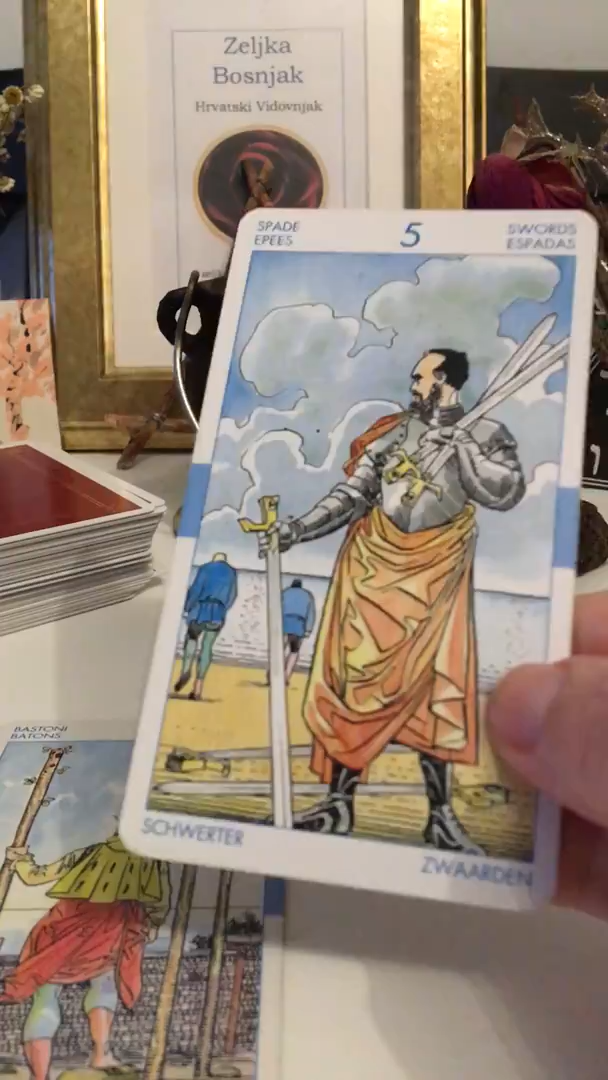 Zeljka
Bosnjak
Hrvatski Vidovnjak
SPADE
EPEES
5
SWORDS
ESPADAS
SCHWERTER
ZWAARDEN
BASTONI
BATONS